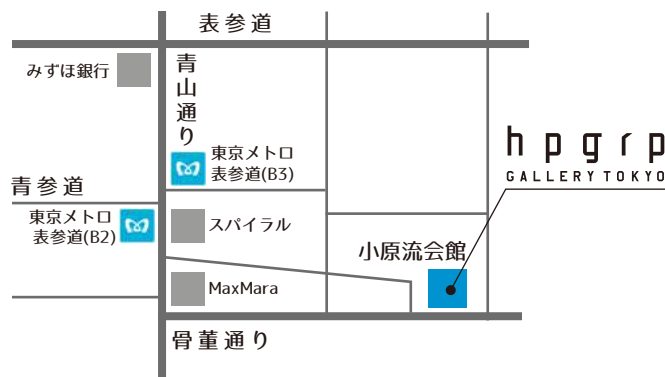 表参道
みずほ銀行
青山通り
東京メトロ
表参道(B3)
hpgrp
GALLERY TOKYO
青参道
東京メトロ
表参道(B2)
スパイラル
小原流会館
MaxMara
骨董通り